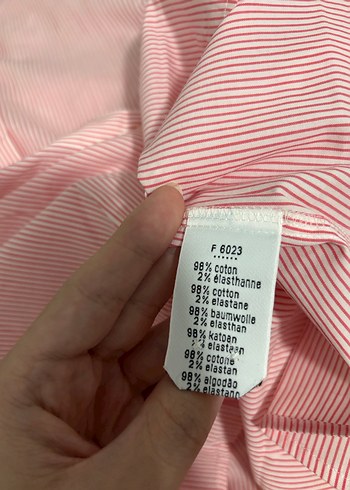 F 6023
98% coton
2% élasthanne
98% cotton
2% elastane
98% baumwolle
2% elasthan
98% katoan
2% elastaan
98% cotone
2% elastan
98% algodão
2% elastano